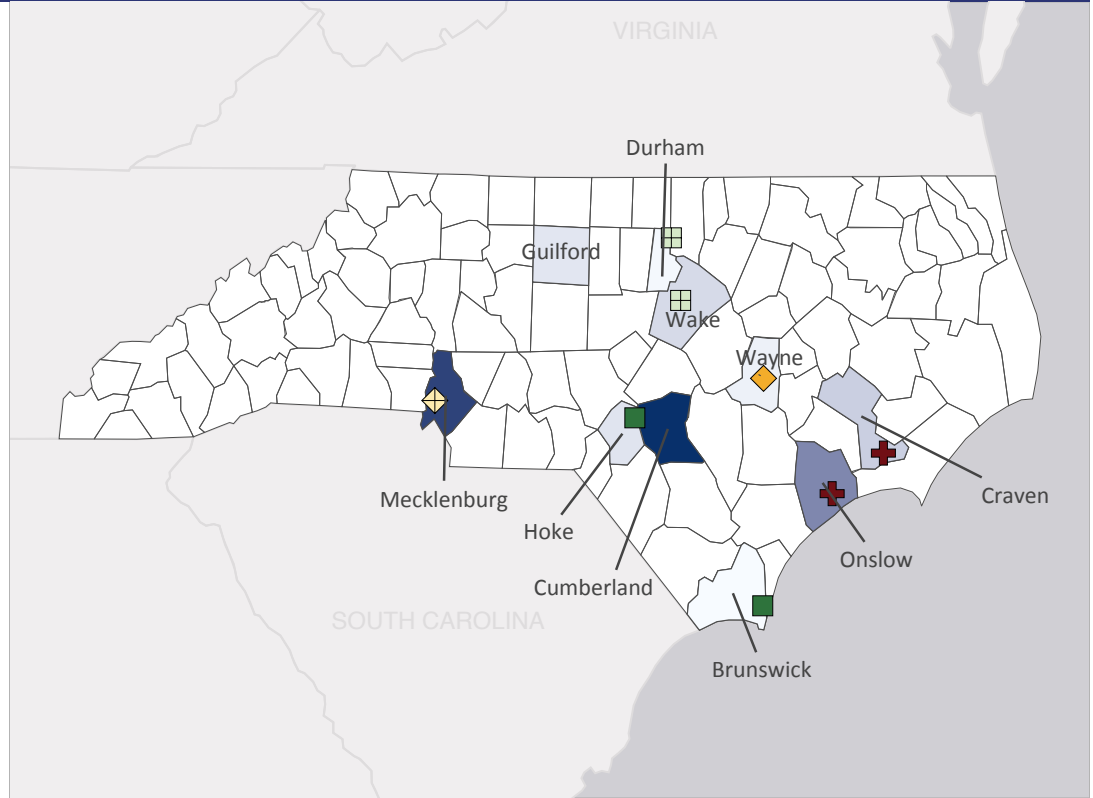 VIRGINIA
Durham
Guilford
Wake
Wayne
Mecklenburg
Craven
Hoke
Onslow
Cumberland
SOUTH CAROLINA
Brunswick